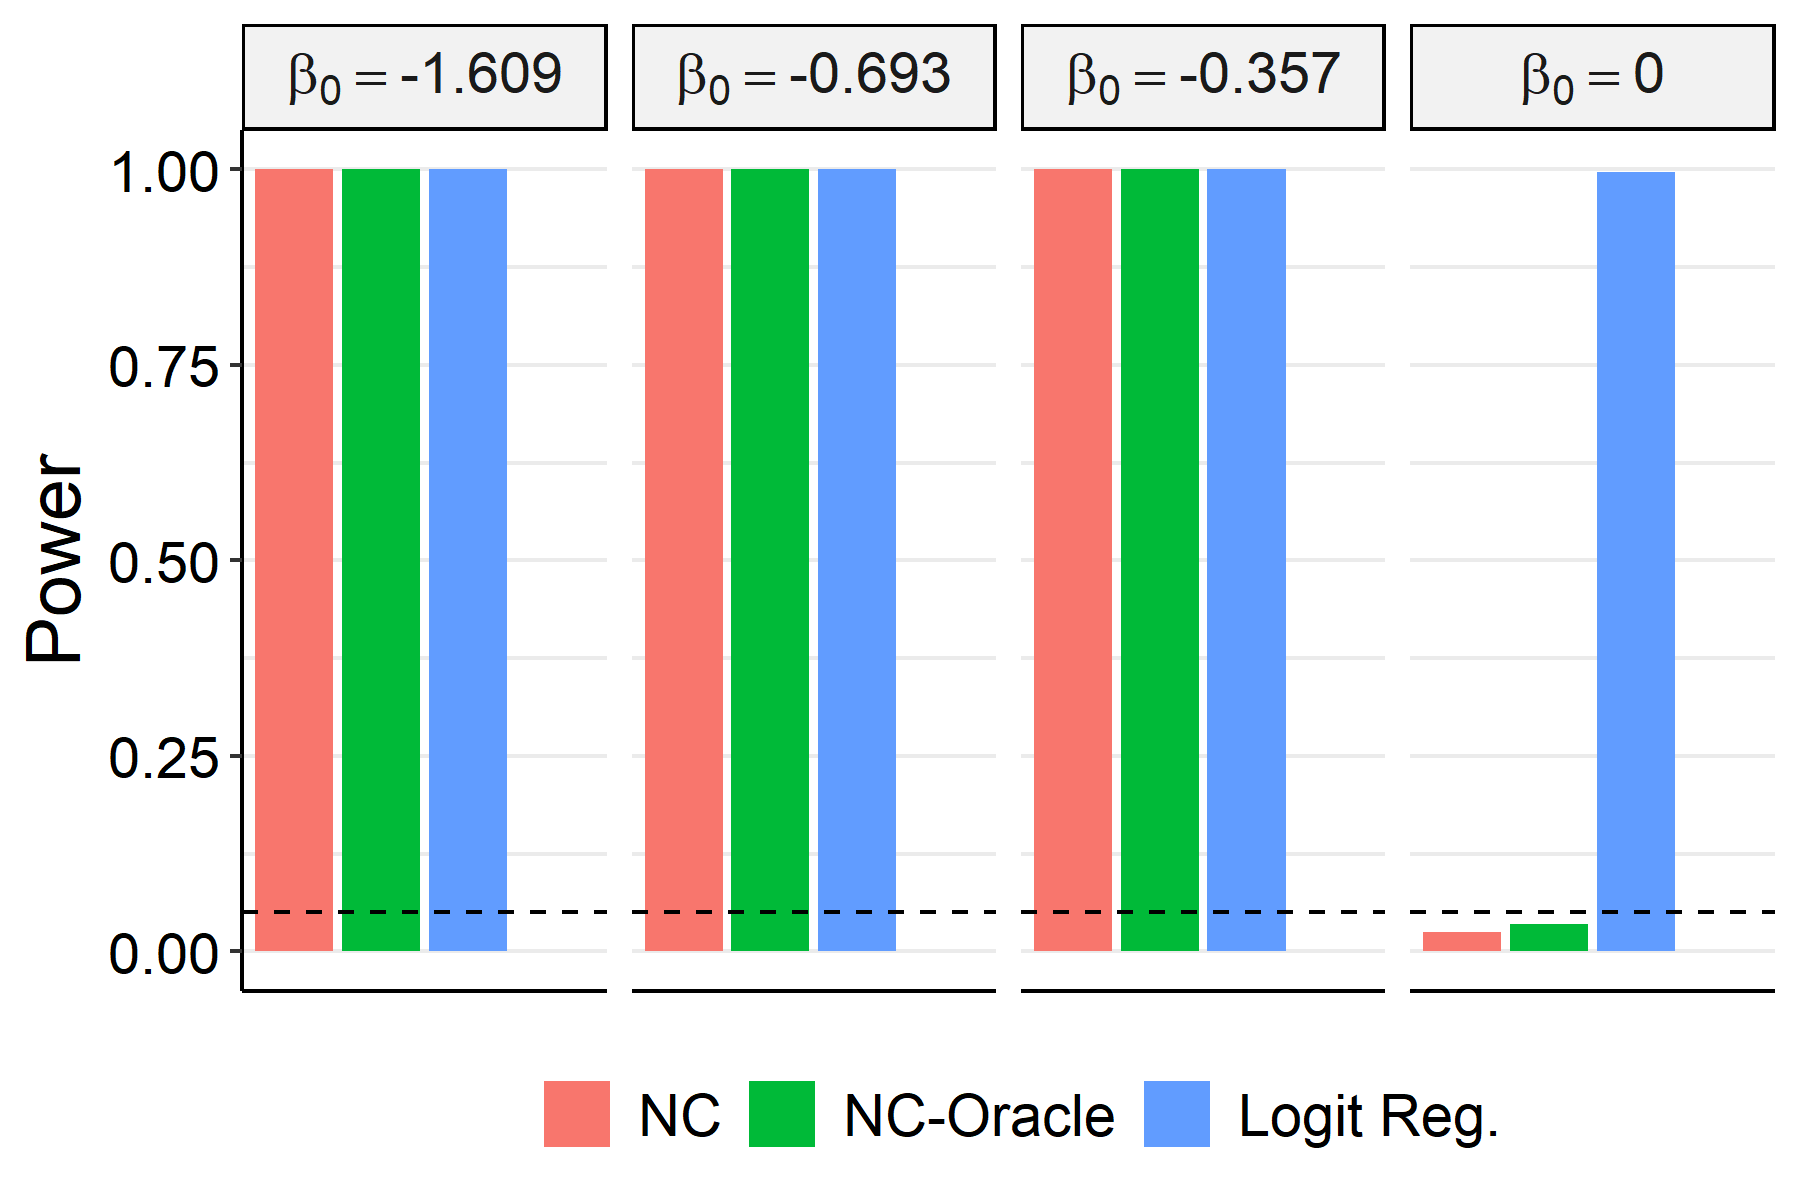 β₀ = -1.609
β₀ = -0.693
β₀ = -0.357
β₀ = 0
Power
1.00
0.75
0.50
0.25
0.00
NC
NC-Oracle
Logit Reg.